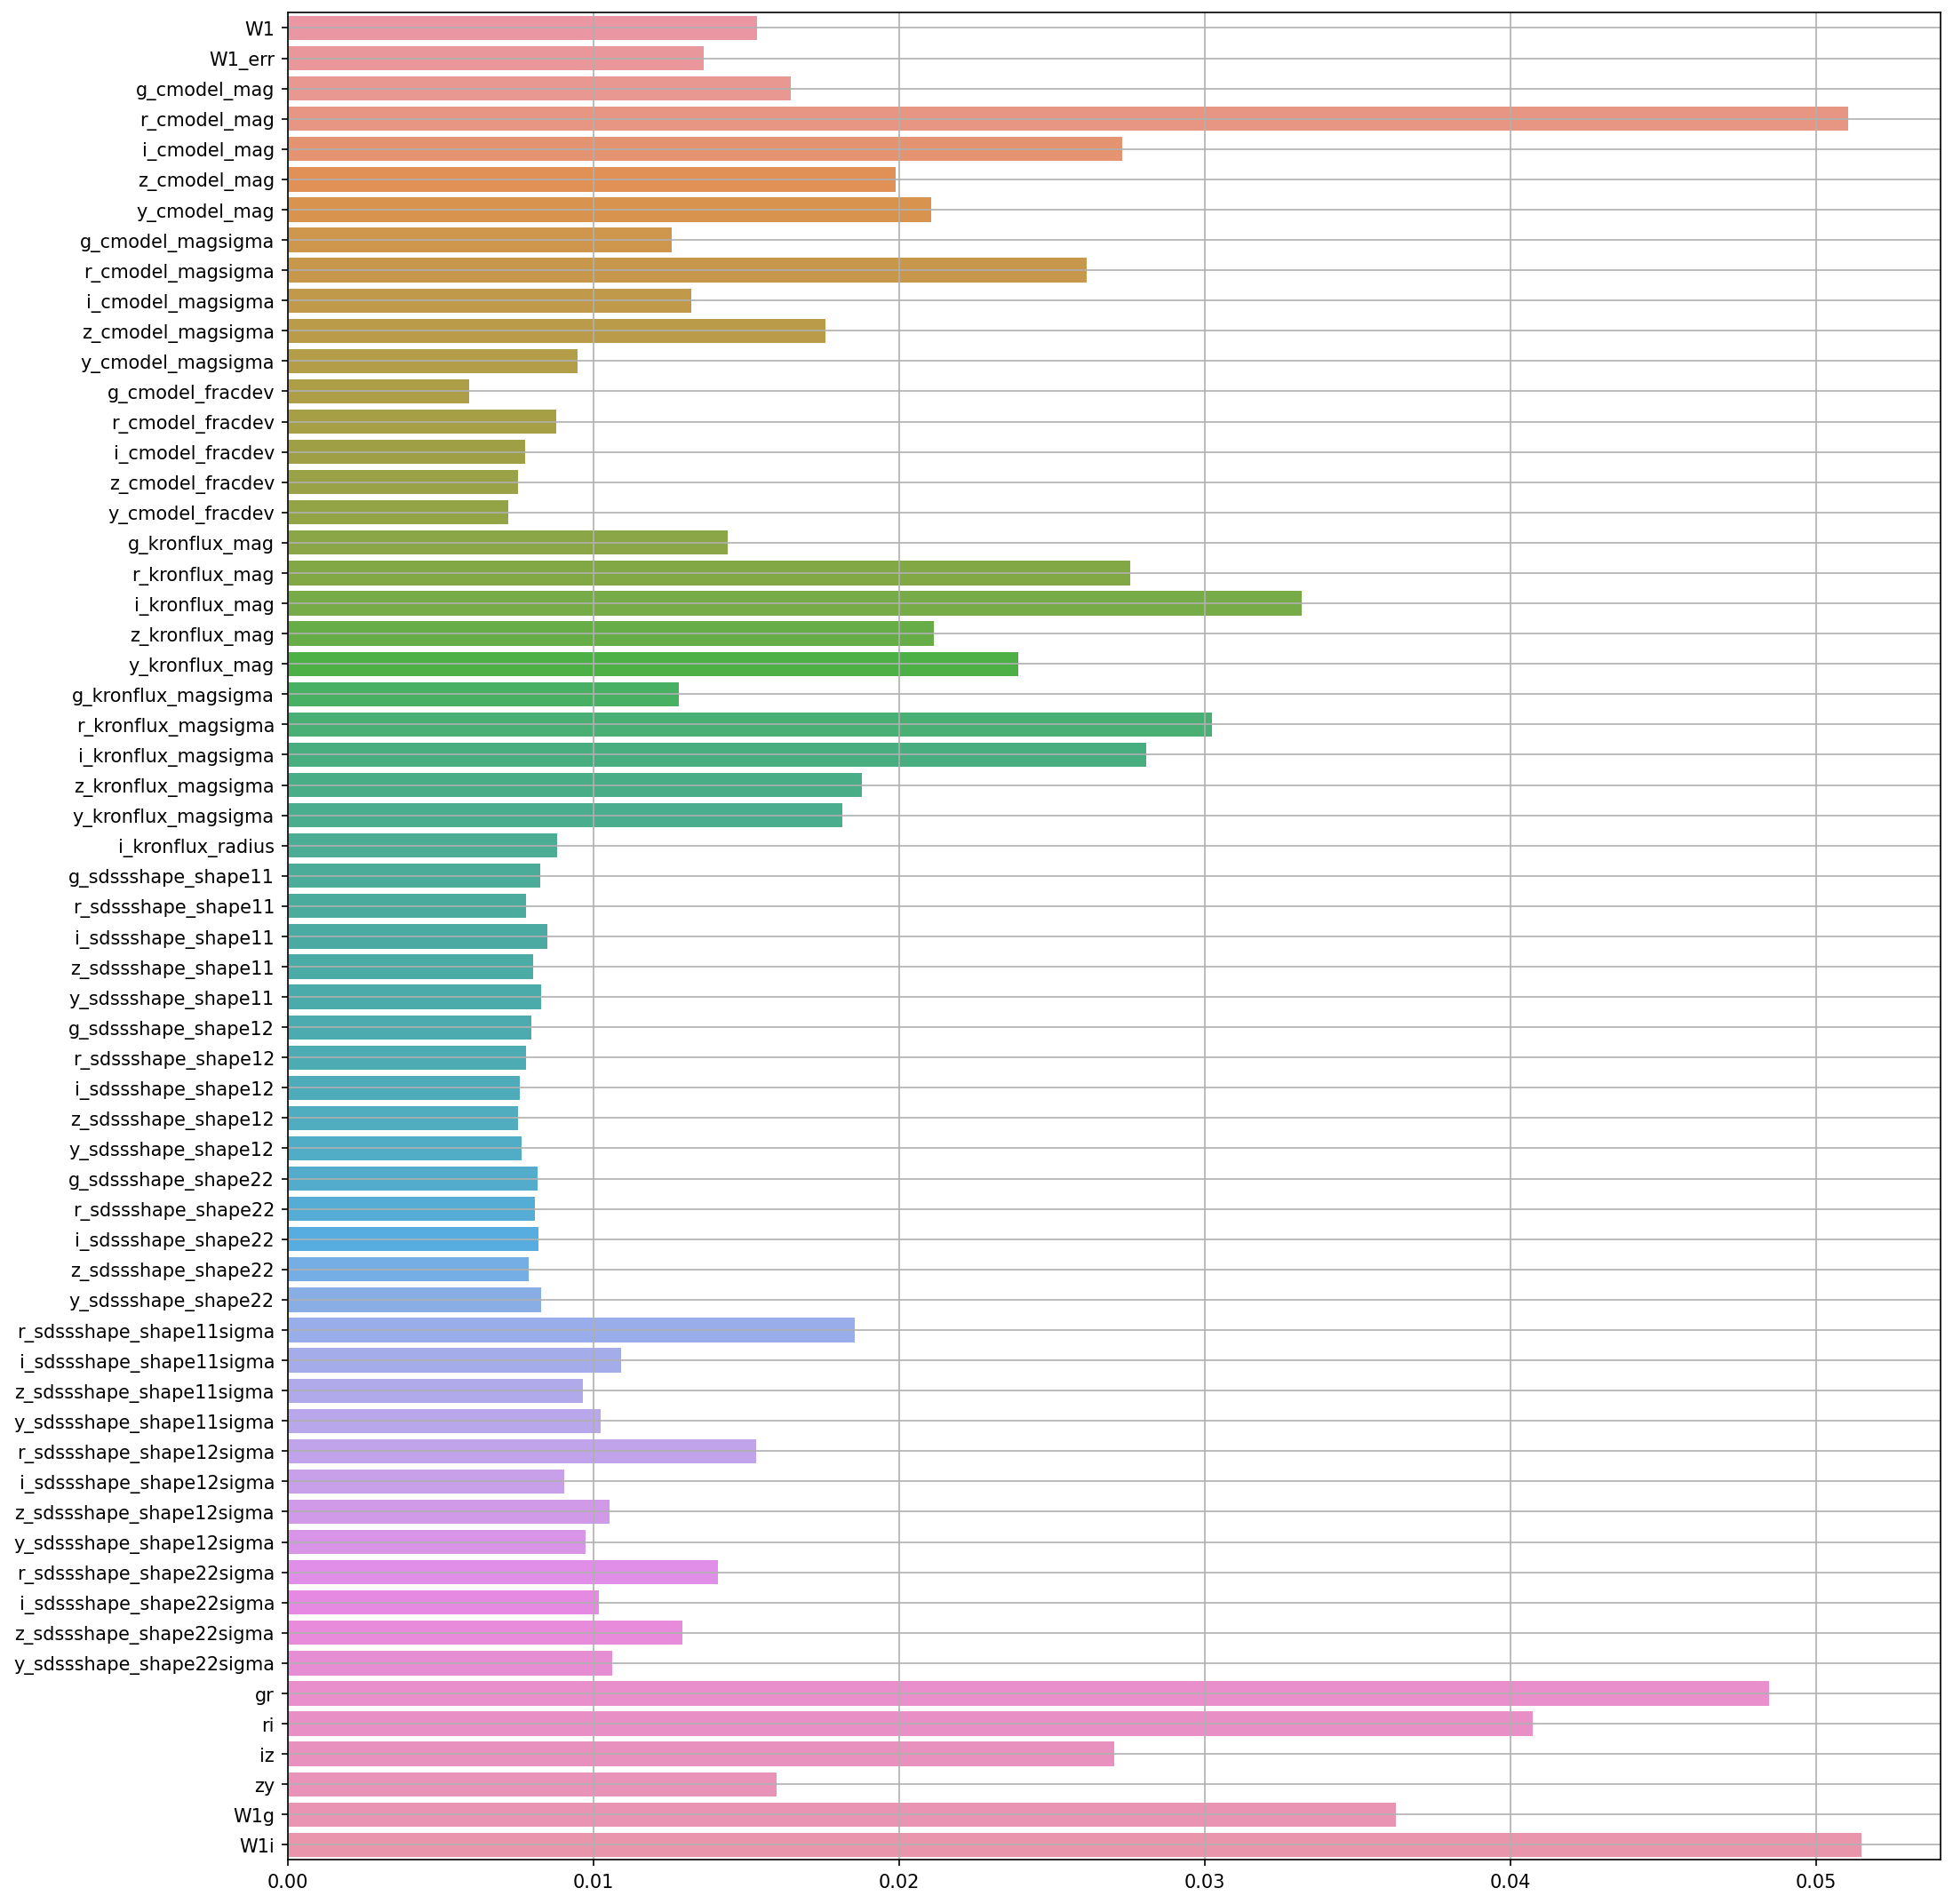 W1
W1_err
g_cmodel_mag
r_cmodel_mag
i_cmodel_mag
z_cmodel_mag
y_cmodel_mag
g_cmodel_magsigma
r_cmodel_magsigma
i_cmodel_magsigma
z_cmodel_magsigma
y_cmodel_magsigma
g_cmodel_fracdev
r_cmodel_fracdev
i_cmodel_fracdev
z_cmodel_fracdev
y_cmodel_fracdev
g_kronflux_mag
r_kronflux_mag
i_kronflux_mag
z_kronflux_mag
y_kronflux_mag
g_kronflux_magsigma
r_kronflux_magsigma
i_kronflux_magsigma
z_kronflux_magsigma
y_kronflux_magsigma
i_kronflux_radius
g_sdssshape_shape11
r_sdssshape_shape11
i_sdssshape_shape11
z_sdssshape_shape11
y_sdssshape_shape11
g_sdssshape_shape12
r_sdssshape_shape12
i_sdssshape_shape12
z_sdssshape_shape12
y_sdssshape_shape12
g_sdssshape_shape22
r_sdssshape_shape22
i_sdssshape_shape22
z_sdssshape_shape22
y_sdssshape_shape22
r_sdssshape_shape11sigma
i_sdssshape_shape11sigma
z_sdssshape_shape11sigma
y_sdssshape_shape11sigma
r_sdssshape_shape12sigma
i_sdssshape_shape12sigma
z_sdssshape_shape12sigma
y_sdssshape_shape12sigma
r_sdssshape_shape22sigma
i_sdssshape_shape22sigma
z_sdssshape_shape22sigma
y_sdssshape_shape22sigma
gr
ri
iz
zy
W1g
W1i
0.00 0.01 0.02 0.03 0.04 0.05